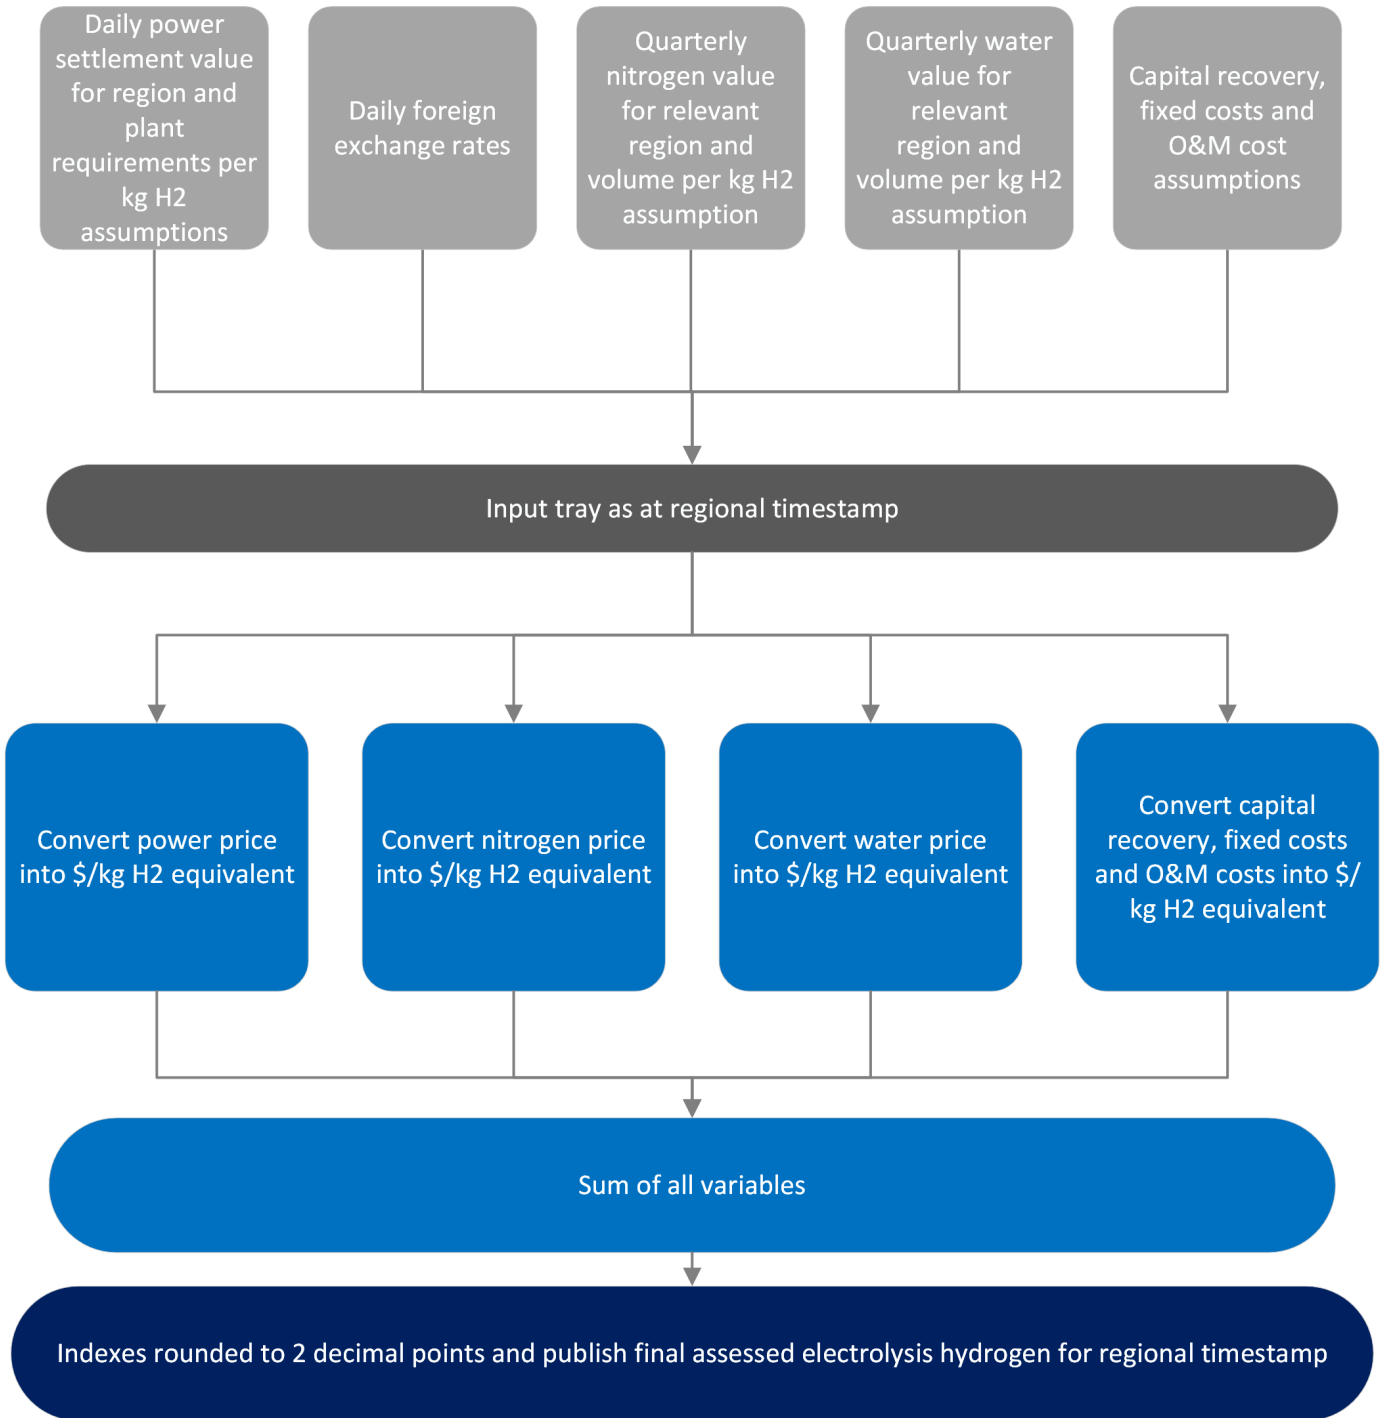 Daily power
settlement value
for region and
plant
requirements per
kg H2
assumptions
Daily foreign
exchange rates
Quarterly
nitrogen value
for relevant
region and
volume per kg H2
assumption
Quarterly water
value for
relevant
region and
volume per kg H2
assumption
Capital recovery,
fixed costs and
O&M cost
assumptions
Input tray as at regional timestamp
Convert power price
into $/kg H2 equivalent
Convert nitrogen price
into $/kg H2 equivalent
Convert water price
into $/kg H2 equivalent
Convert capital
recovery, fixed costs
and O&M costs into $/
kg H2 equivalent
Sum of all variables
Indexes rounded to 2 decimal points and publish final assessed electrolysis hydrogen for regional timestamp